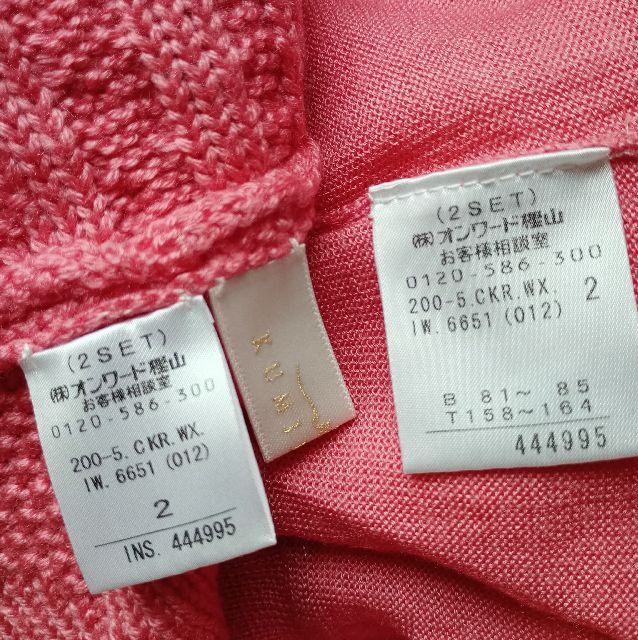 (2SET)
㈱オンワード樫山
お客様相談室
0120-586-300
200-5.CKR.WX.
IW.6651 (012)
2
INS. 444995
KUMI
(2SET)
㈱オンワード樫山
お客様相談室
0120-586-300
200-5.CKR.WX. 2
IW.6651 (012)
B 81〜 85
T158〜164
444995